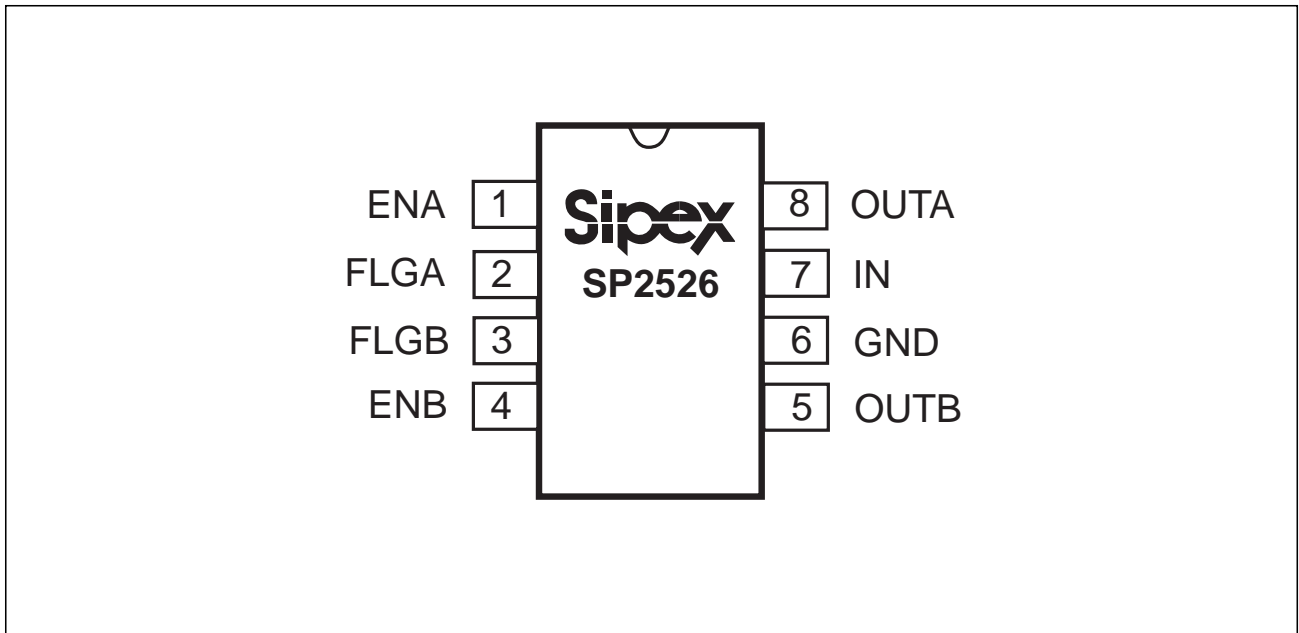 ENA 1 Sipex 8 OUTA
FLGA 2 SP2526 7 IN
FLGB 3 6 GND
ENB 4 5 OUTB